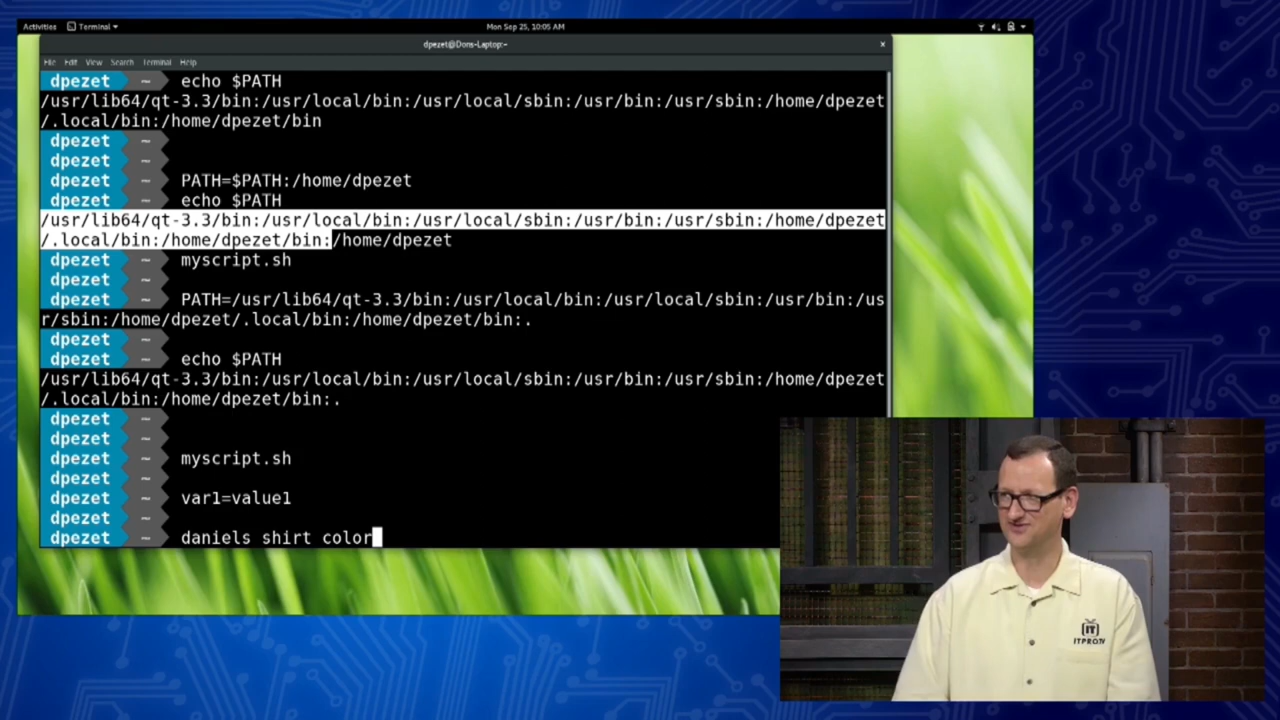 Activities Terminal Mon Sep 25, 10:05 AM
dpezet@Dons-Laptop:~ ×
File Edit View Search Terminal Help
dpezet ~ echo $PATH
/usr/lib64/qt-3.3/bin:/usr/local/bin:/usr/local/sbin:/usr/bin:/usr/sbin:/home/dpezet
/.local/bin:/home/dpezet/bin
dpezet ~
dpezet ~
dpezet ~ PATH=$PATH:/home/dpezet
dpezet ~ echo $PATH
/usr/lib64/qt-3.3/bin:/usr/local/bin:/usr/local/sbin:/usr/bin:/usr/sbin:/home/dpezet
/.local/bin:/home/dpezet/bin:/home/dpezet
dpezet ~ myscript.sh
dpezet ~
dpezet ~ PATH=/usr/lib64/qt-3.3/bin:/usr/local/bin:/usr/local/sbin:/usr/bin:/us
r/sbin:/home/dpezet/.local/bin:/home/dpezet/bin:.
dpezet ~
dpezet ~ echo $PATH
/usr/lib64/qt-3.3/bin:/usr/local/bin:/usr/local/sbin:/usr/bin:/usr/sbin:/home/dpezet
/.local/bin:/home/dpezet/bin:.
dpezet ~
dpezet ~
dpezet ~ myscript.sh
dpezet ~
dpezet ~ var1=value1
dpezet ~
dpezet ~ daniels shirt color
IT
ITPROTV